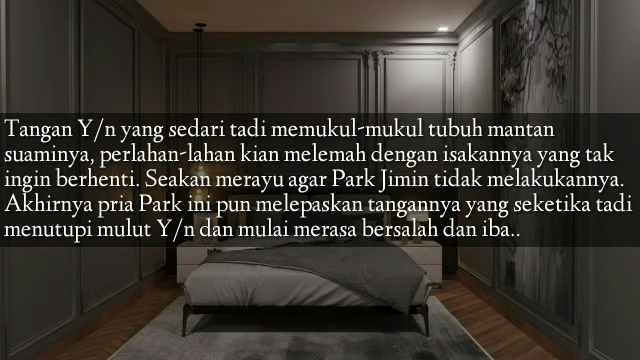 Tangan Y/n yang sedari tadi memukul-mukul tubuh mantan
suaminya, perlahan-lahan kian melemah dengan isakannya yang tak
ingin berhenti. Seakan merayu agar Park Jimin tidak melakukannya.
Akhirnya pria Park ini pun melepaskan tangannya yang seketika tadi
menutupi mulut Y/n dan mulai merasa bersalah dan iba..